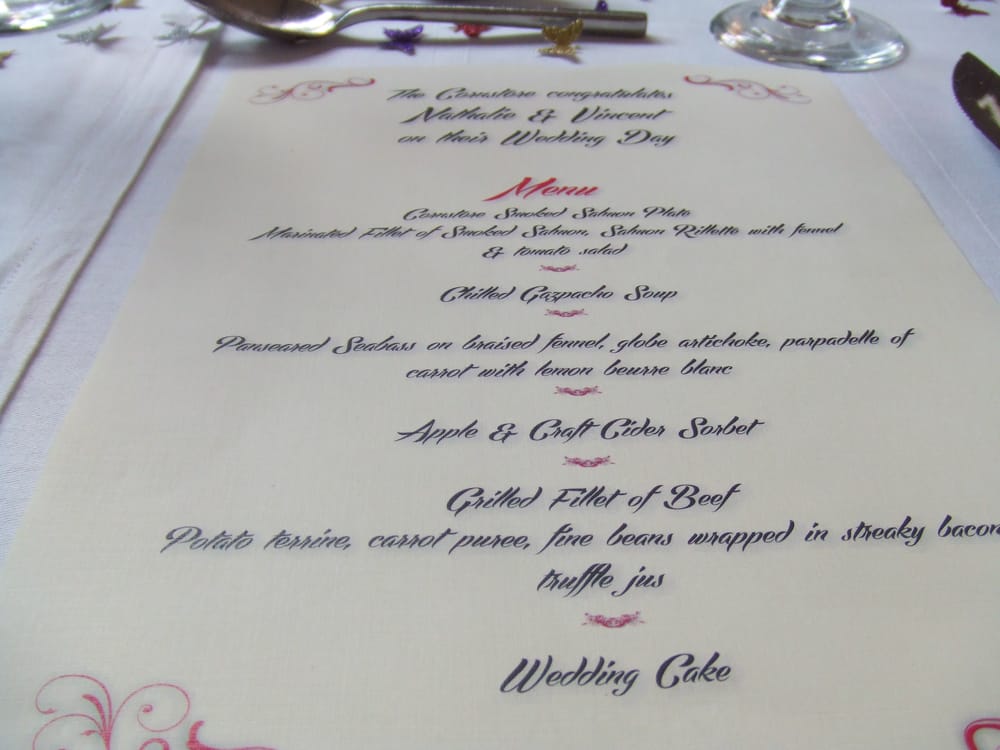 The Cornstore congratulates
Nathalie & Vincent
on their Wedding Day
Menu
Cornstore Smoked Salmon Plate
Marinated Fillet of Smoked Salmon, Salmon Rillette with fennel
& tomato salad
Chilled Gazpacho Soup
Panseared Seabass on braised fennel, globe artichoke, parpadelle of
carrot with lemon beurre blanc
Apple & Craft Cider Sorbet
Grilled Fillet of Beef
Potato terrine, carrot puree, fine beans wrapped in streaky bacon
truffle jus
Wedding Cake